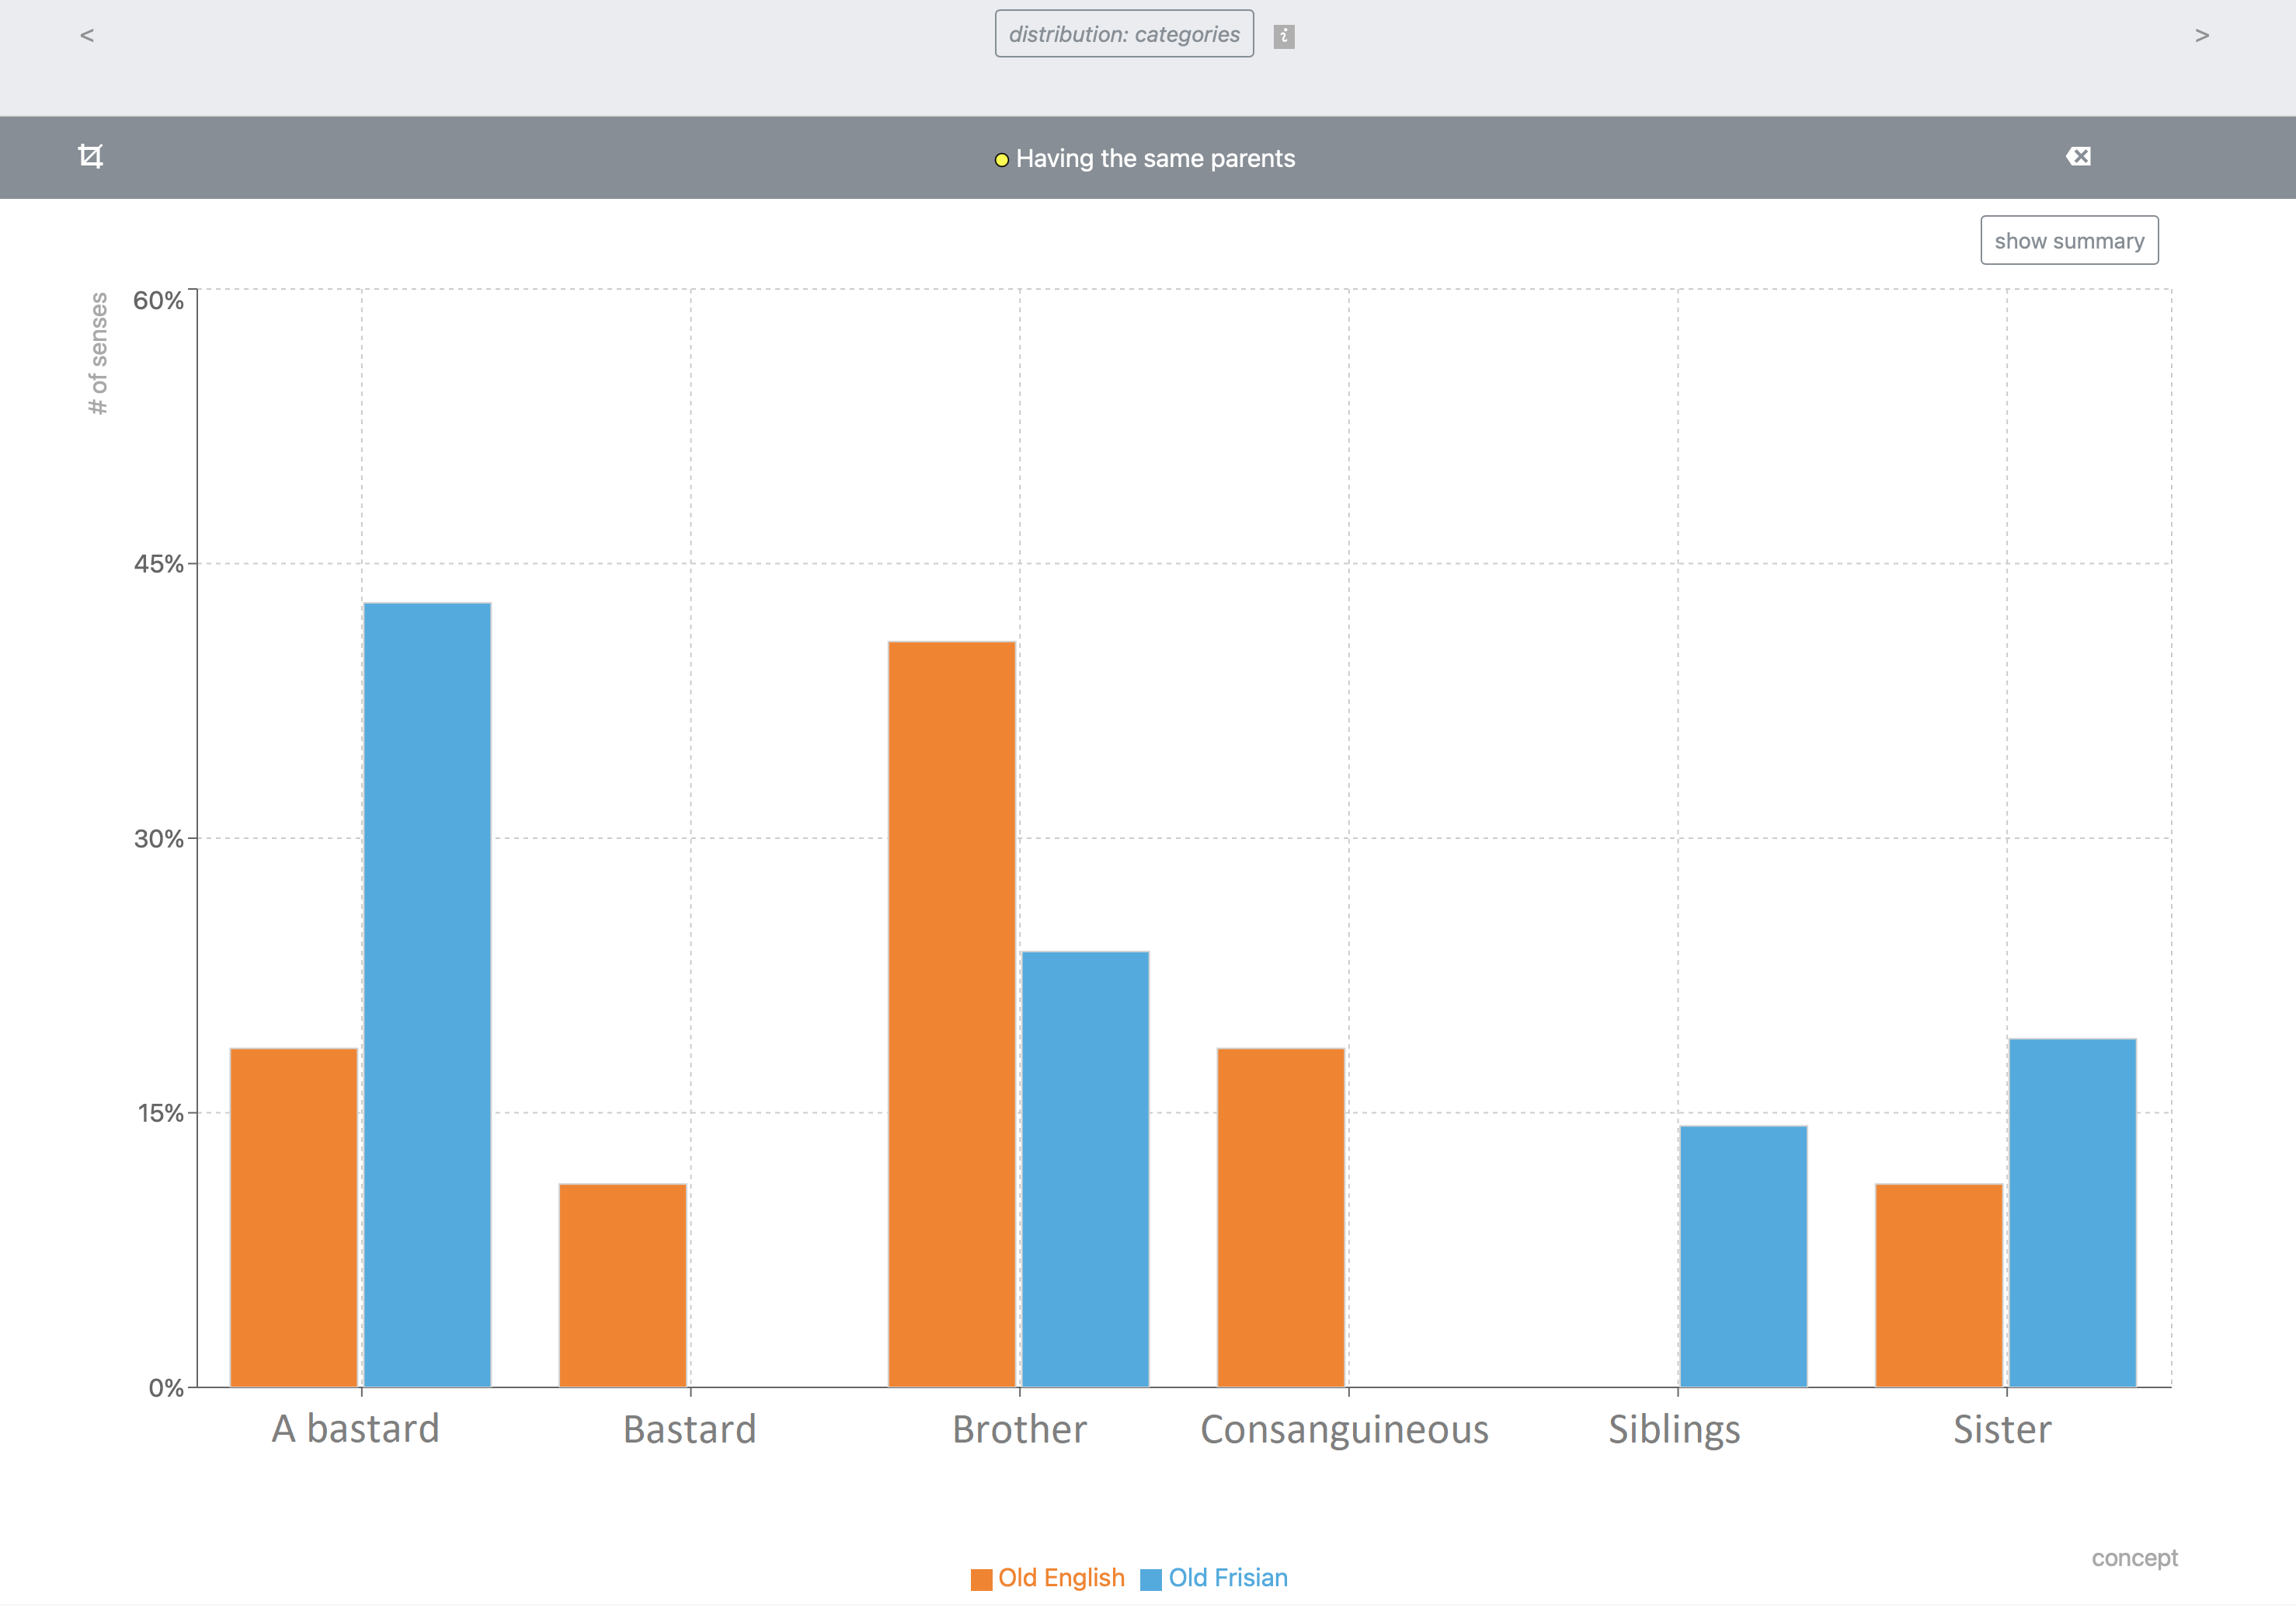 <
distribution: categories
i
>
Having the same parents
show summary
# of senses
60%
45%
30%
15%
0%
A bastard
Bastard
Brother
Consanguineous
Siblings
Sister
concept
Old English
Old Frisian